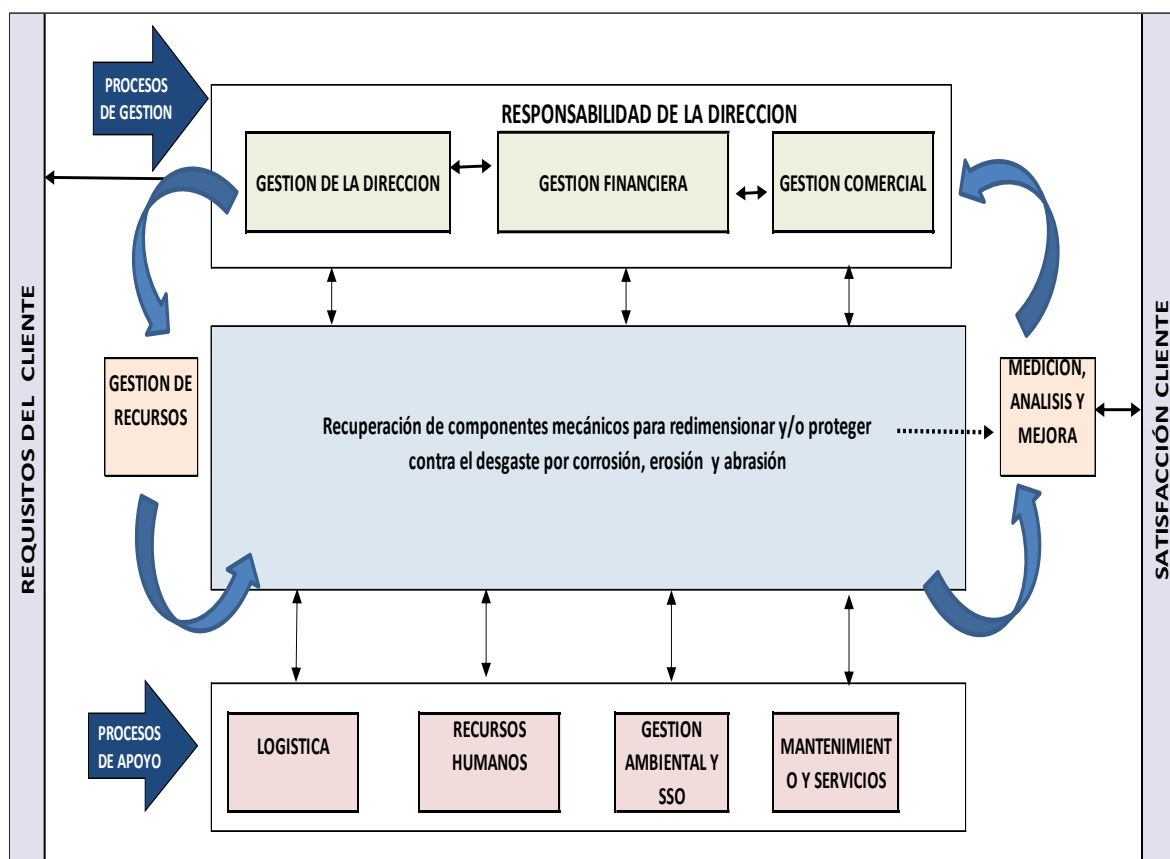 PROCESOS
DE GESTION
RESPONSABILIDAD DE LA DIRECCION
GESTION DE LA DIRECCION
GESTION FINANCIERA
GESTION COMERCIAL
REQUISITOS DEL CLIENTE
GESTION DE
RECURSOS
Recuperación de componentes mecánicos para redimensionar y/o proteger
contra el desgaste por corrosión, erosión y abrasión
MEDICION,
ANALISIS Y
MEJORA
SATISFACCIÓN CLIENTE
PROCESOS
DE APOYO
LOGISTICA
RECURSOS
HUMANOS
GESTION
AMBIENTAL Y
SSO
MANTENIMIENT
O Y SERVICIOS